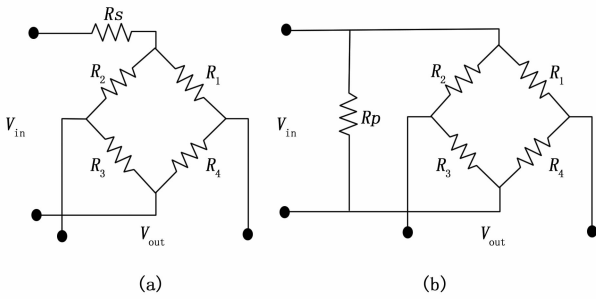 Rs
R2 R1
Vin
R3 R4
Vout
(a)
R2 R1
Vin
Rp
R3 R4
Vout
(b)